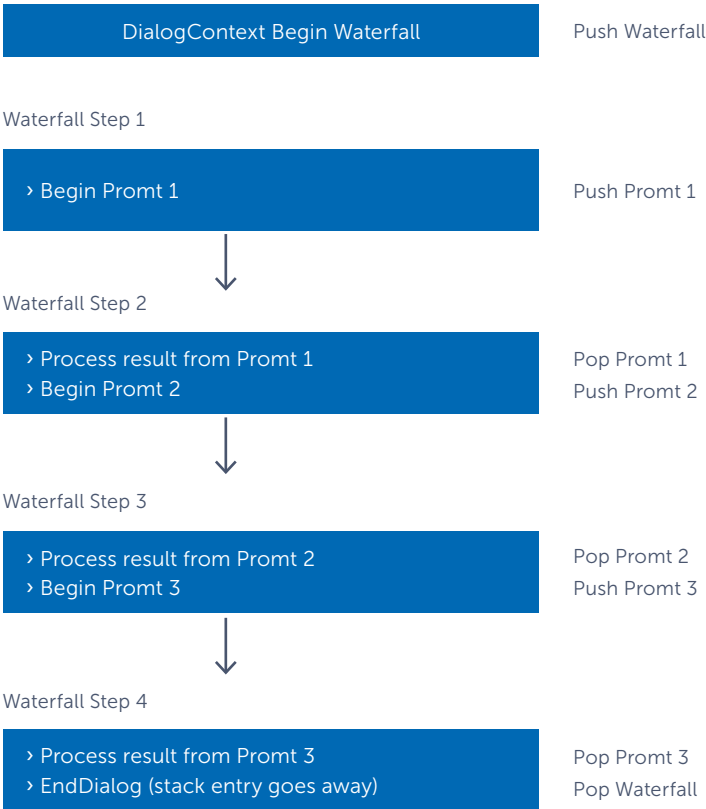 DialogContext Begin Waterfall
Push Waterfall
Waterfall Step 1
› Begin Promt 1
Push Promt 1
Waterfall Step 2
› Process result from Promt 1
› Begin Promt 2
Pop Promt 1
Push Promt 2
Waterfall Step 3
› Process result from Promt 2
› Begin Promt 3
Pop Promt 2
Push Promt 3
Waterfall Step 4
› Process result from Promt 3
› EndDialog (stack entry goes away)
Pop Promt 3
Pop Waterfall